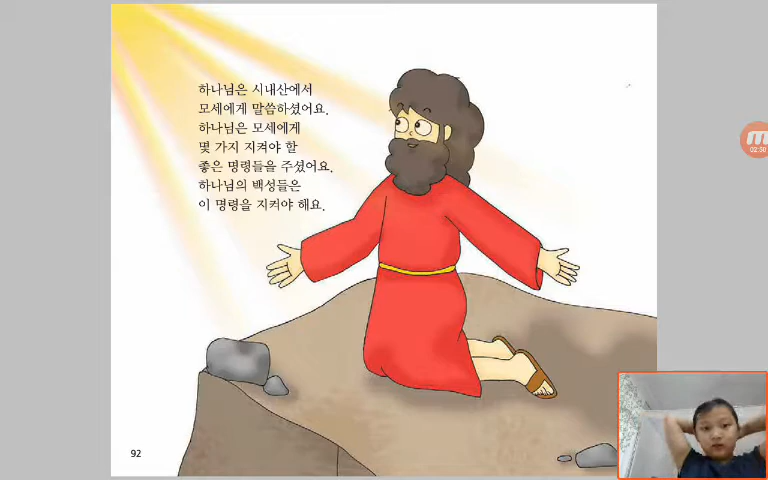 하나님은 시내산에서
모세에게 말씀하셨어요.
하나님은 모세에게
몇 가지 지켜야 할
좋은 명령들을 주셨어요.
하나님의 백성들은
이 명령을 지켜야 해요.
92
M
02:50